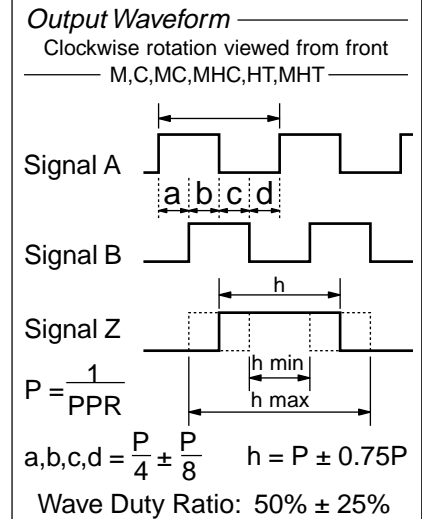 Output Waveform
Clockwise rotation viewed from front
M,C,MC,MHC,HT,MHT
Signal A
a b c d
Signal B
h
Signal Z
h min
P = 1/PPR
h max
a,b,c,d = P/4 ± P/8 h = P ± 0.75P
Wave Duty Ratio: 50% ± 25%